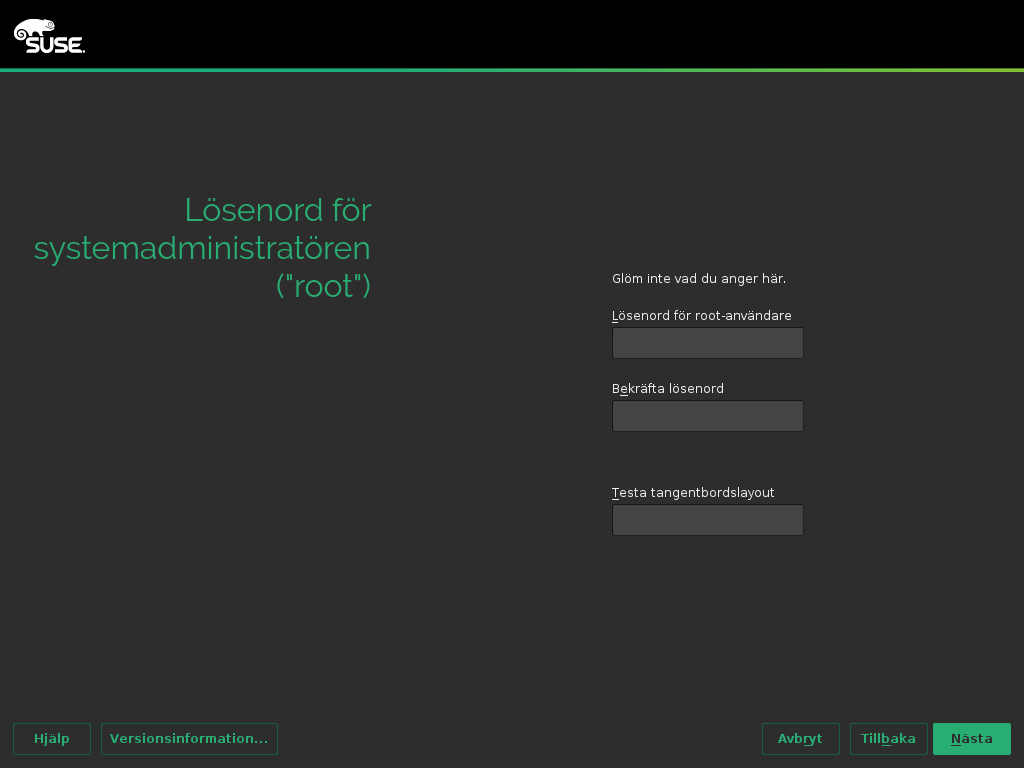 SUSE.
Lösenord för
systemadministratören
("root")
Glöm inte vad du anger här.
Lösenord för root-användare
Bekräfta lösenord
Testa tangentbordslayout
Hjälp
Versionsinformation...
Avbryt
Tillbaka
Nästa